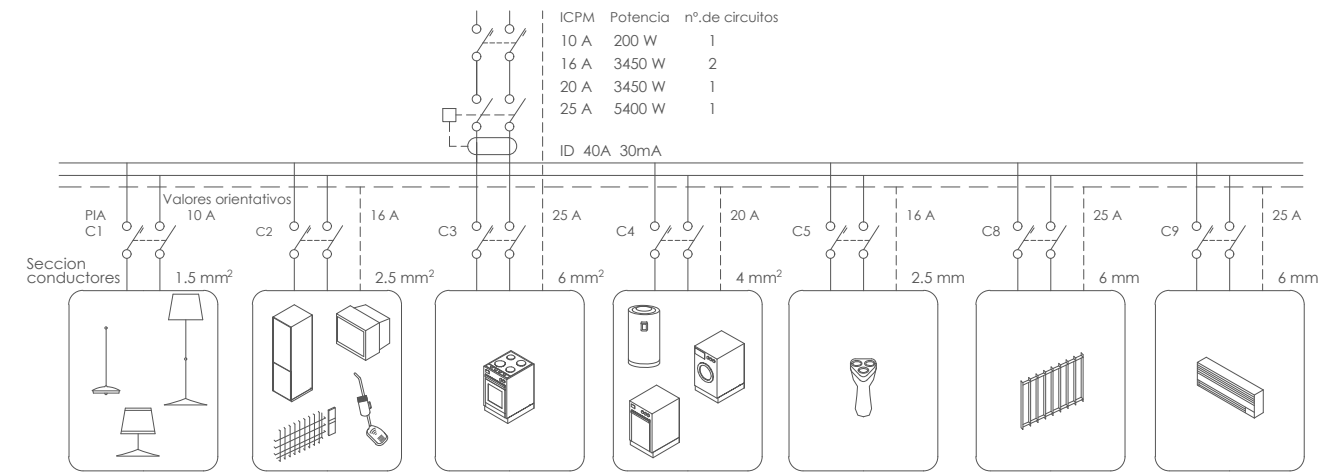 ICPM Potencia nº.de circuitos
10 A 200 W 1
16 A 3450 W 2
20 A 3450 W 1
25 A 5400 W 1
ID 40A 30mA
Valores orientativos
PIA 10 A 16 A 25 A 20 A 16 A 25 A 25 A
C1 C2 C3 C4 C5 C8 C9
Seccion
conductores 1.5 mm² 2.5 mm² 6 mm² 4 mm² 2.5 mm 6 mm 6 mm